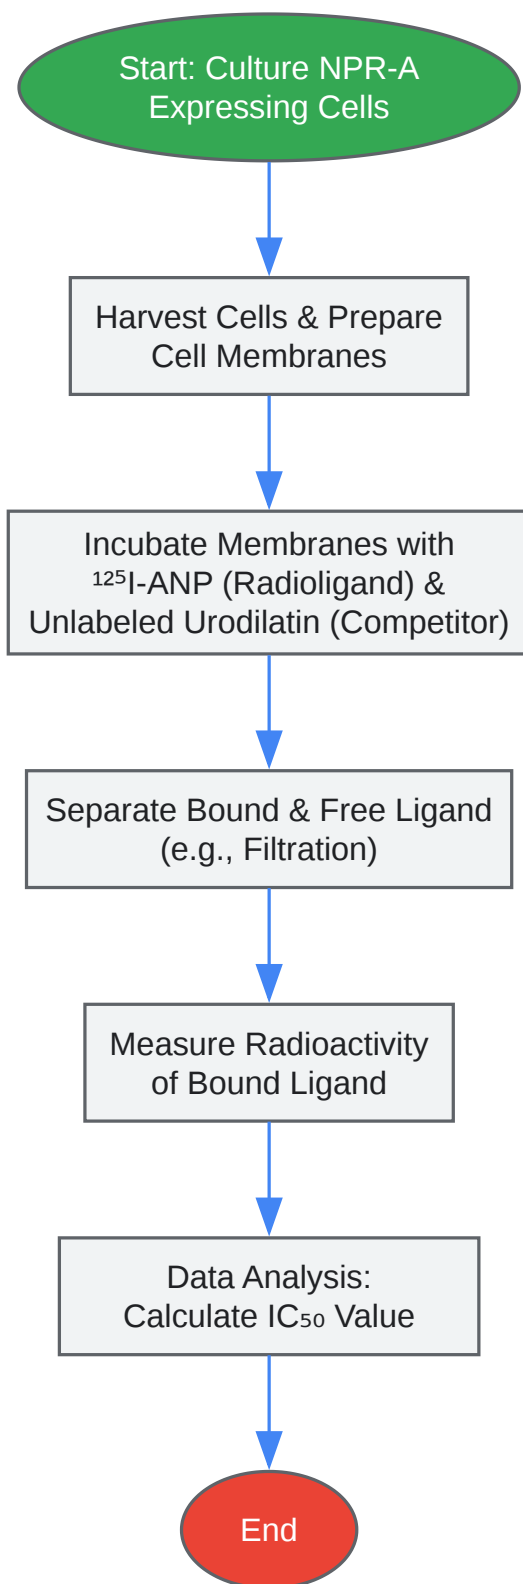 Start: Culture NPR-A
Expressing Cells
Harvest Cells & Prepare
Cell Membranes
Incubate Membranes with
¹²⁵I-ANP (Radioligand) &
Unlabeled Urodilatin (Competitor)
Separate Bound & Free Ligand
(e.g., Filtration)
Measure Radioactivity
of Bound Ligand
Data Analysis:
Calculate IC₅₀ Value
End